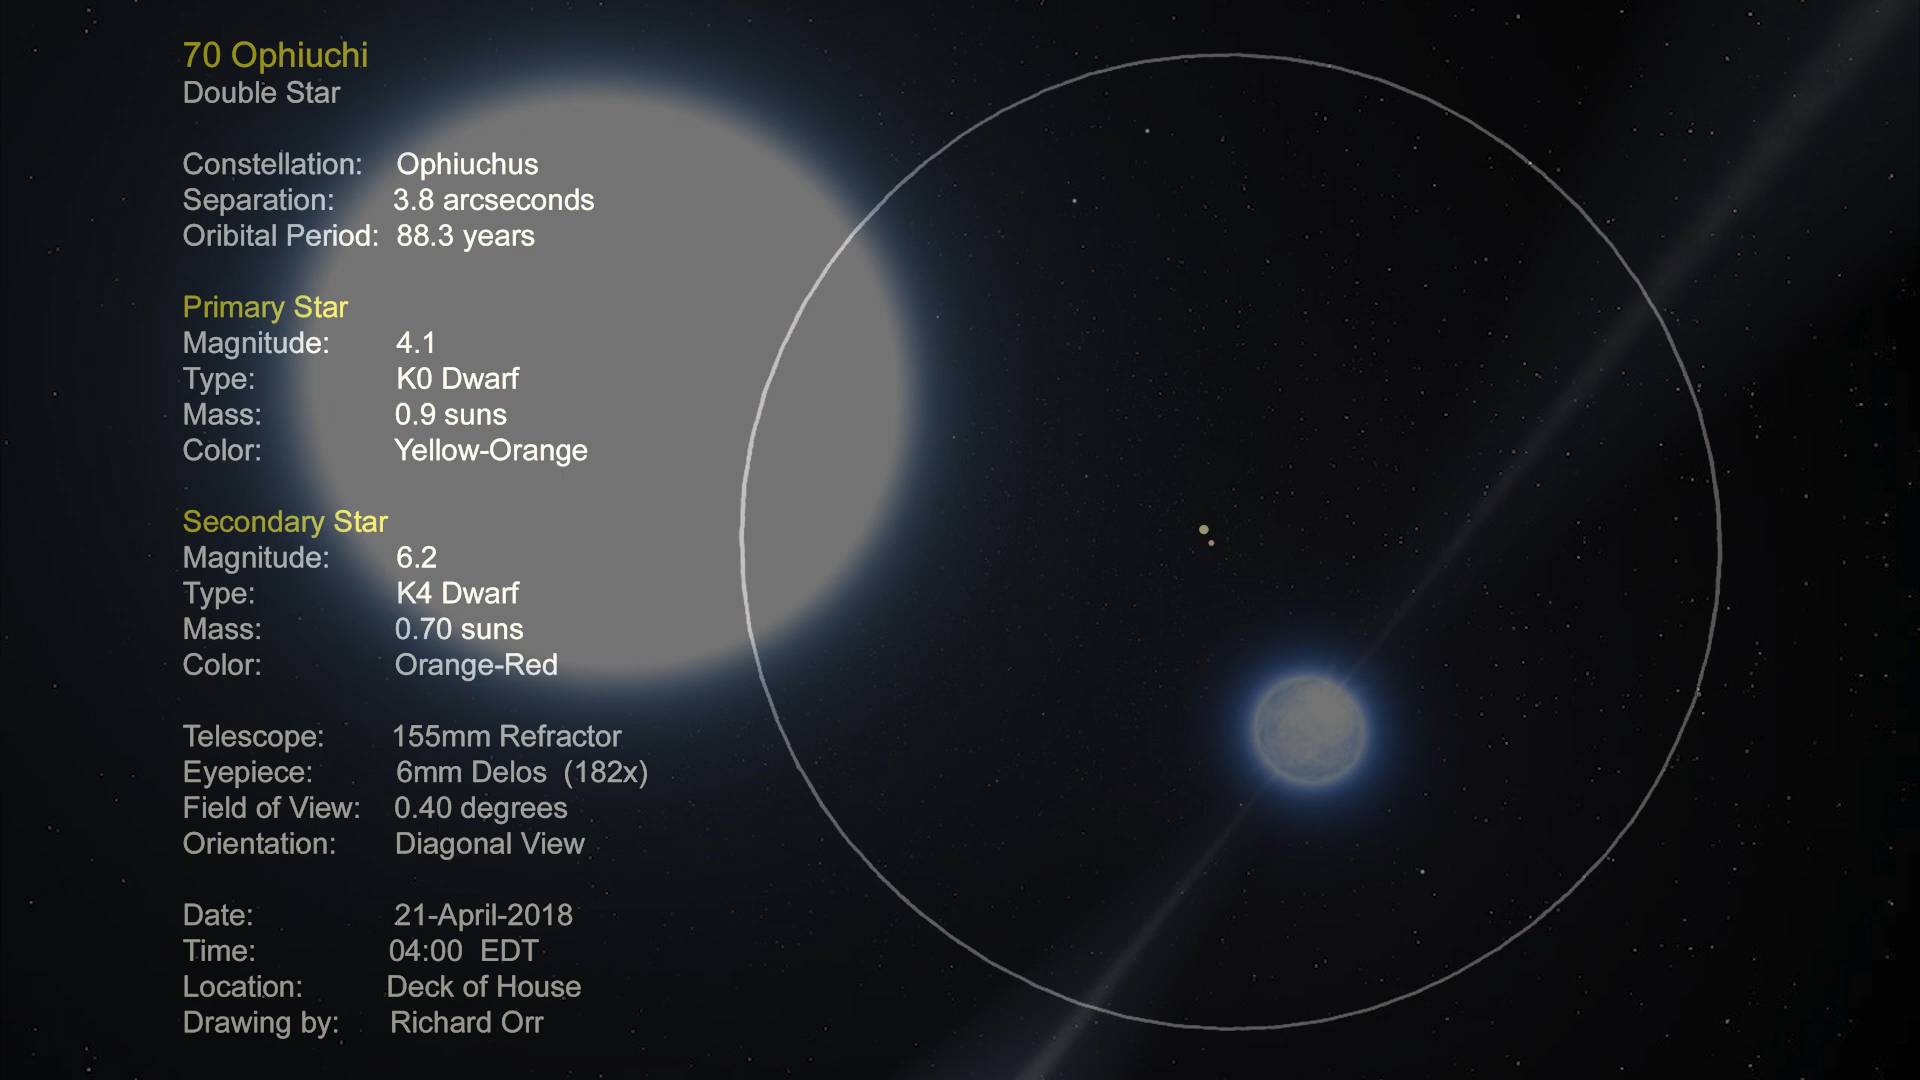 70 Ophiuchi
Double Star
Constellation: Ophiuchus
Separation: 3.8 arcseconds
Oribital Period: 88.3 years
Primary Star
Magnitude: 4.1
Type: K0 Dwarf
Mass: 0.9 suns
Color: Yellow-Orange
Secondary Star
Magnitude: 6.2
Type: K4 Dwarf
Mass: 0.70 suns
Color: Orange-Red
Telescope: 155mm Refractor
Eyepiece: 6mm Delos (182x)
Field of View: 0.40 degrees
Orientation: Diagonal View
Date: 21-April-2018
Time: 04:00 EDT
Location: Deck of House
Drawing by: Richard Orr